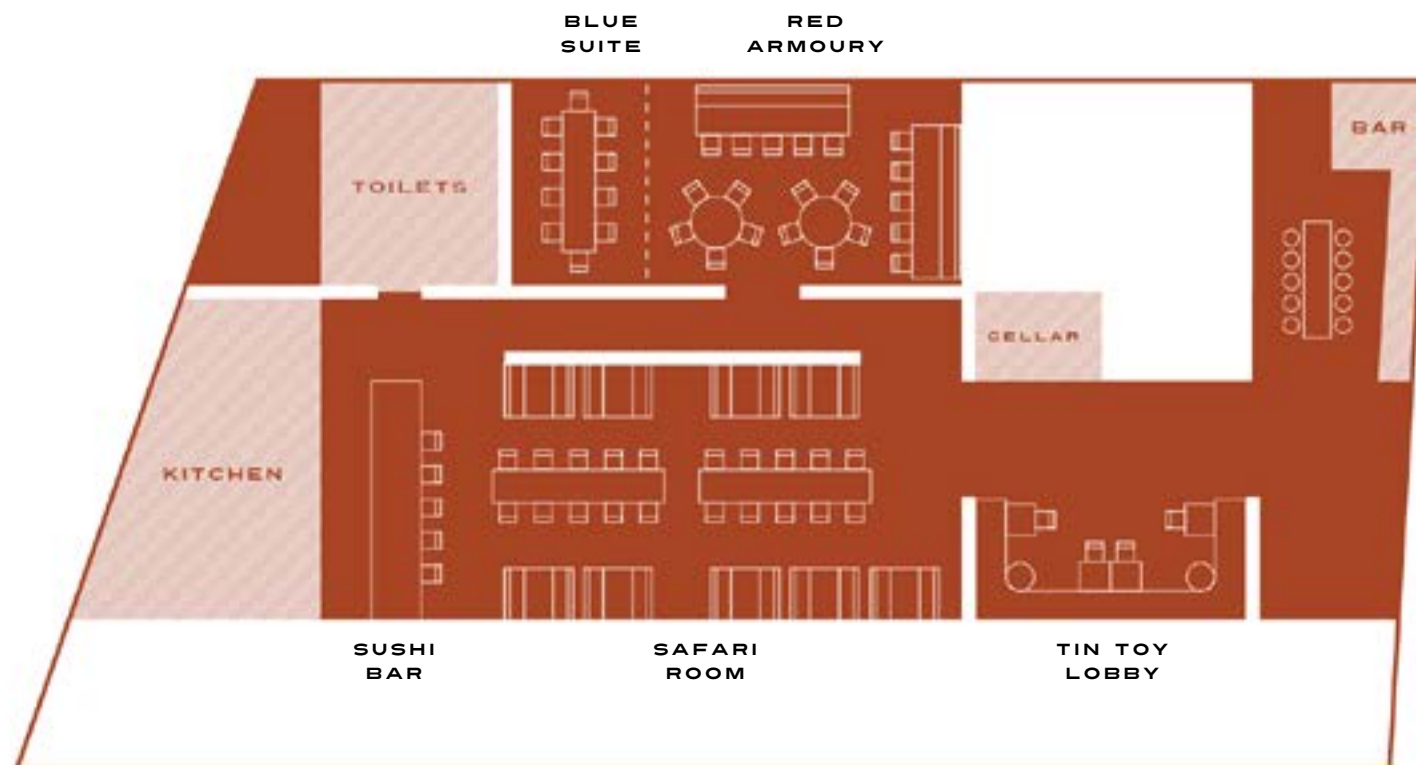 BLUE
SUITE
RED
ARMOURY
BAR
TOILETS
CELLAR
KITCHEN
SUSHI
BAR
SAFARI
ROOM
TIN TOY
LOBBY